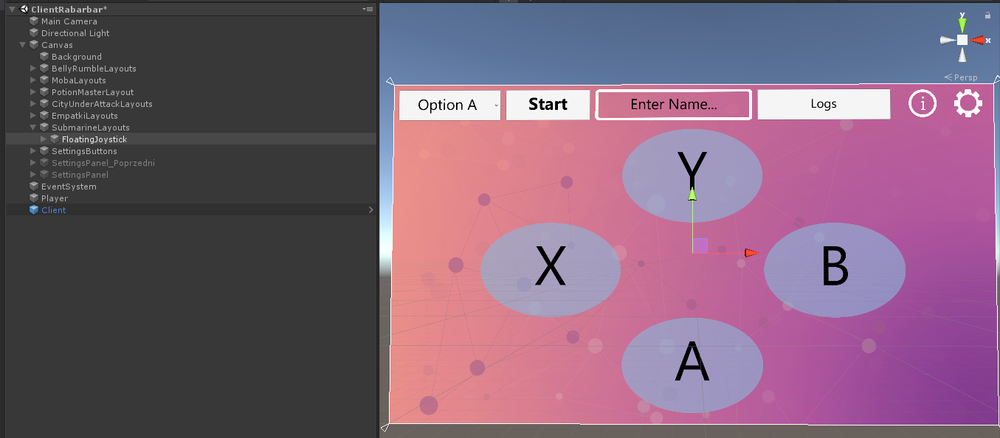 ClientRabarbar*
Main Camera
Directional Light
Canvas
Background
BellyRumbleLayouts
MobaLayouts
PotionMasterLayout
CityUnderAttackLayouts
EmpatkiLayouts
SubmarineLayouts
FloatingJoystick
SettingsButtons
SettingsPanel_Poprzedni
SettingsPanel
EventSystem
Player
Client
y
x
Persp
Option A
Start
Enter Name...
Logs
i
Y
X
B
A